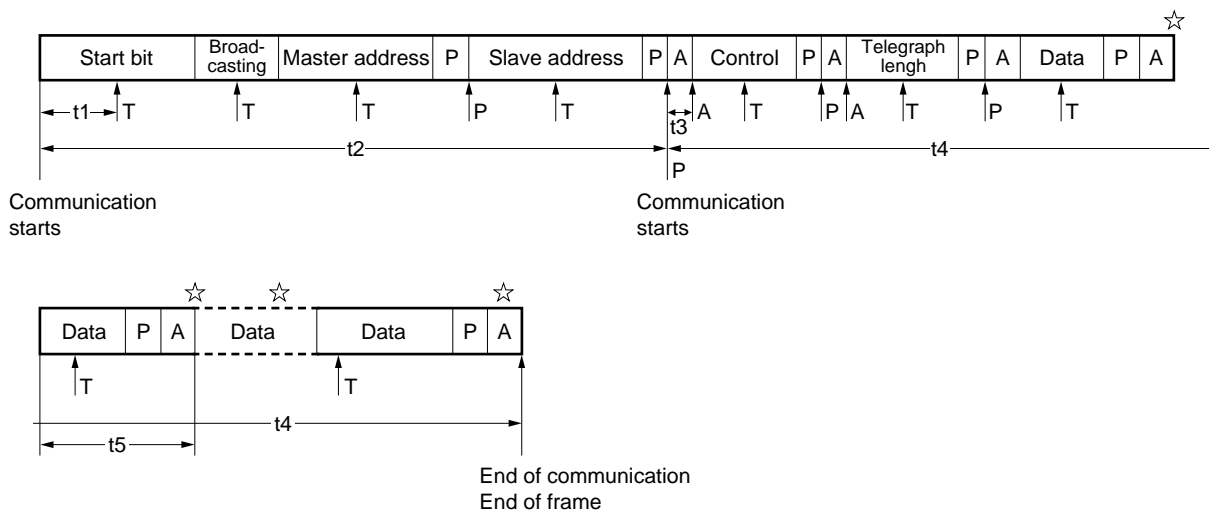 Start bit Broad- Master address P Slave address P A Control P A Telegraph P A Data P A
casting lengh
t1 T T T P T t3 A T P A T P T
t2 t4
P
Communication Communication
starts starts
Data P A Data Data P A
T T
t4
t5
End of communication
End of frame